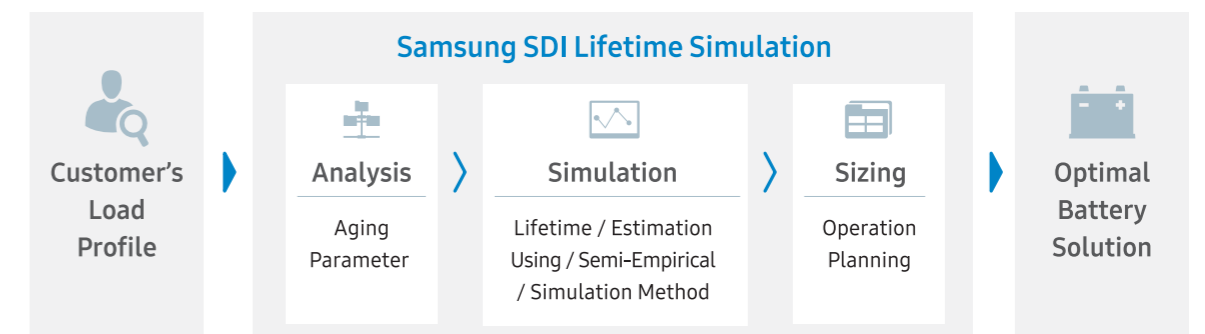 Customer's
Load
Profile
Samsung SDI Lifetime Simulation
Analysis
Aging
Parameter
Simulation
Lifetime / Estimation
Using / Semi-Empirical
/ Simulation Method
Sizing
Operation
Planning
Optimal
Battery
Solution